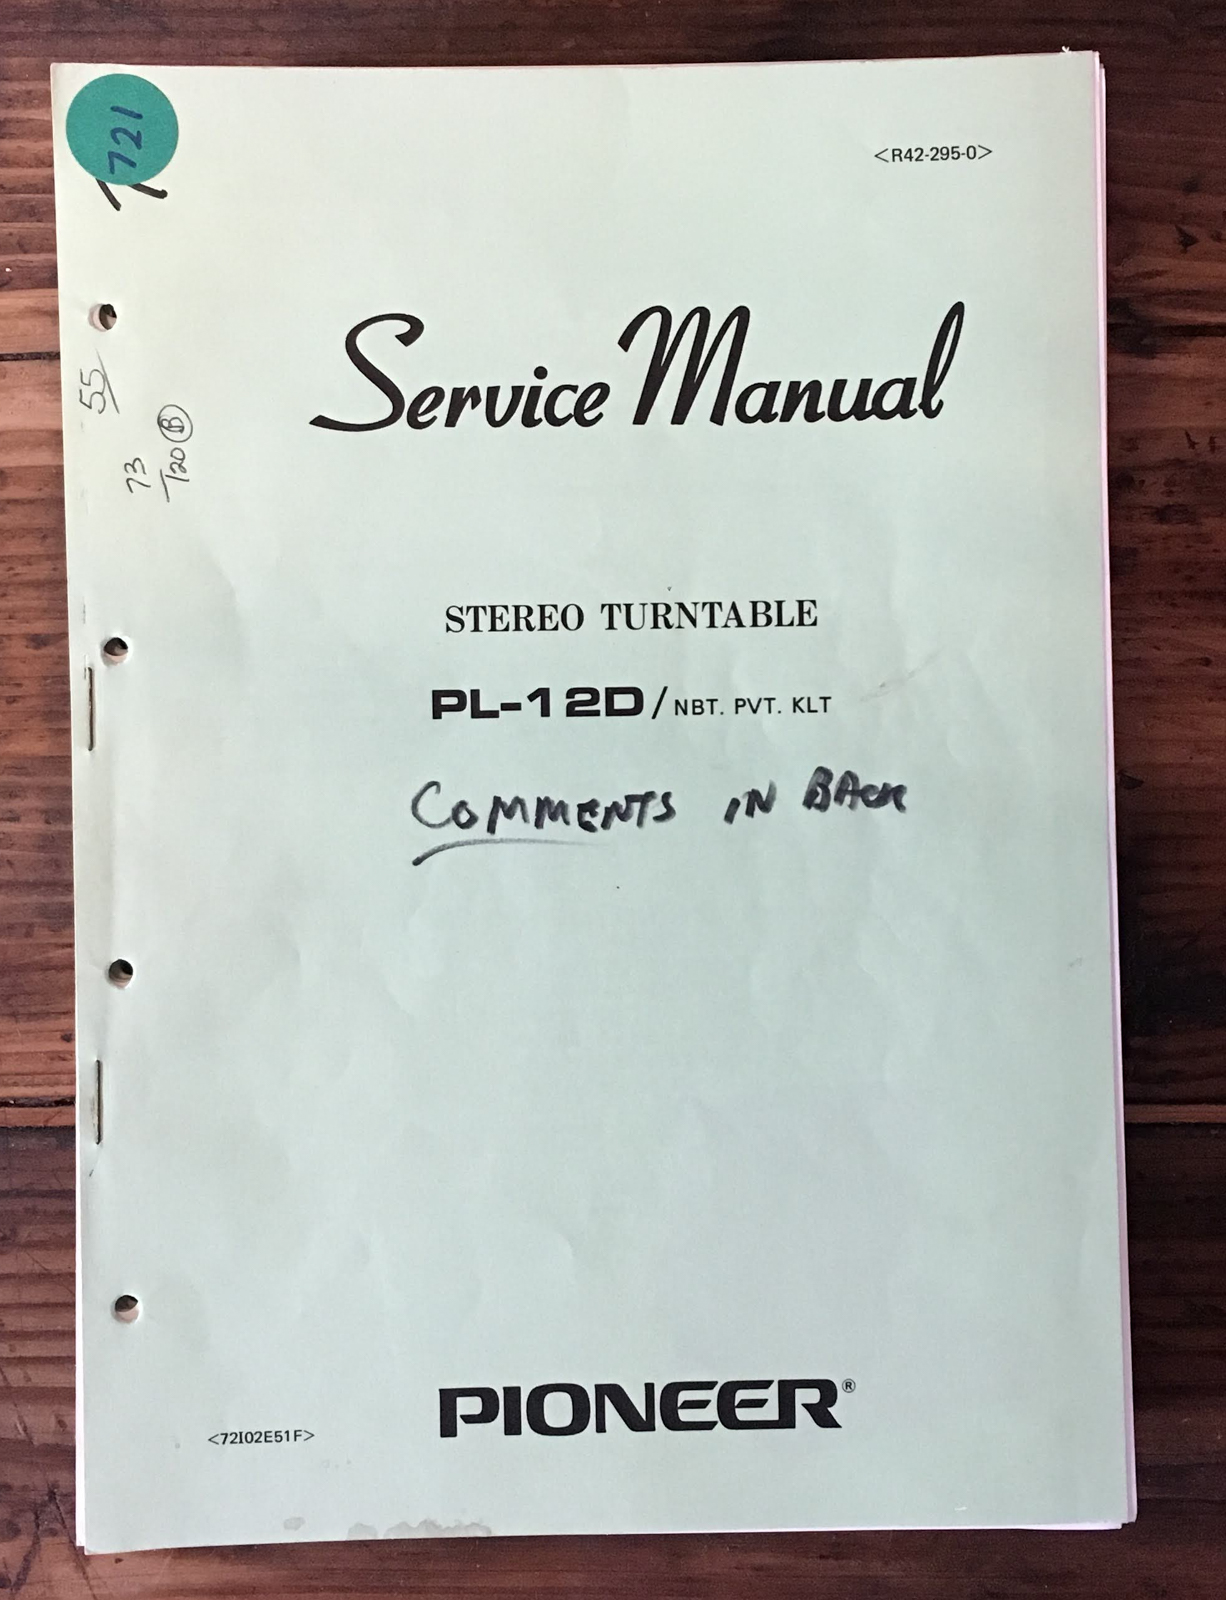 721
<R42-295-0>
Service Manual
55
73
120 B
STEREO TURNTABLE
PL-12D / NBT. PVT. KLT
COMMENTS IN BACK
PIONEER®
<72I02E51F>